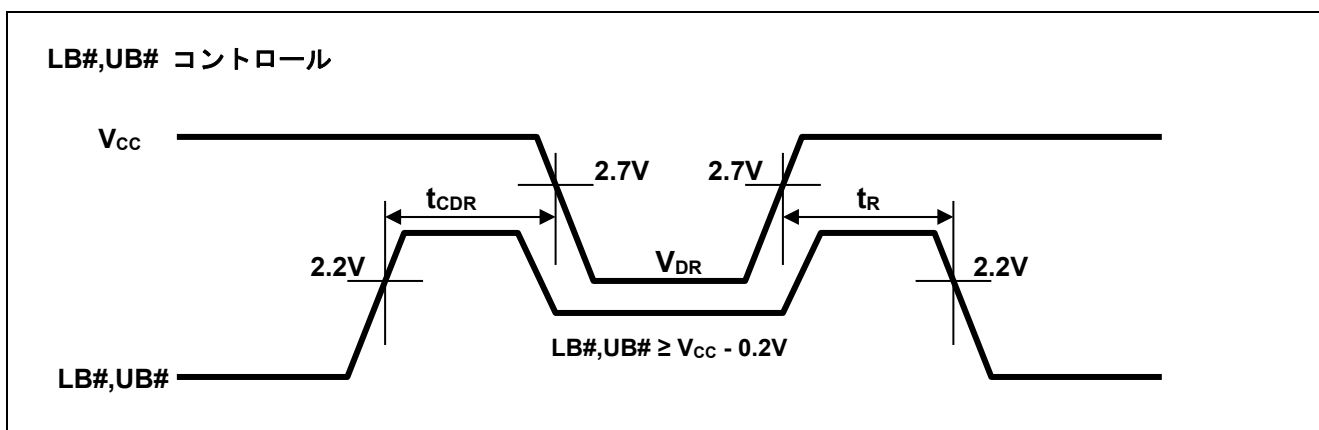 LB#,UB# コントロール
VCC
2.7V 2.7V
tCDR tR
2.2V VDR 2.2V
LB#,UB# ≥ VCC - 0.2V
LB#,UB#